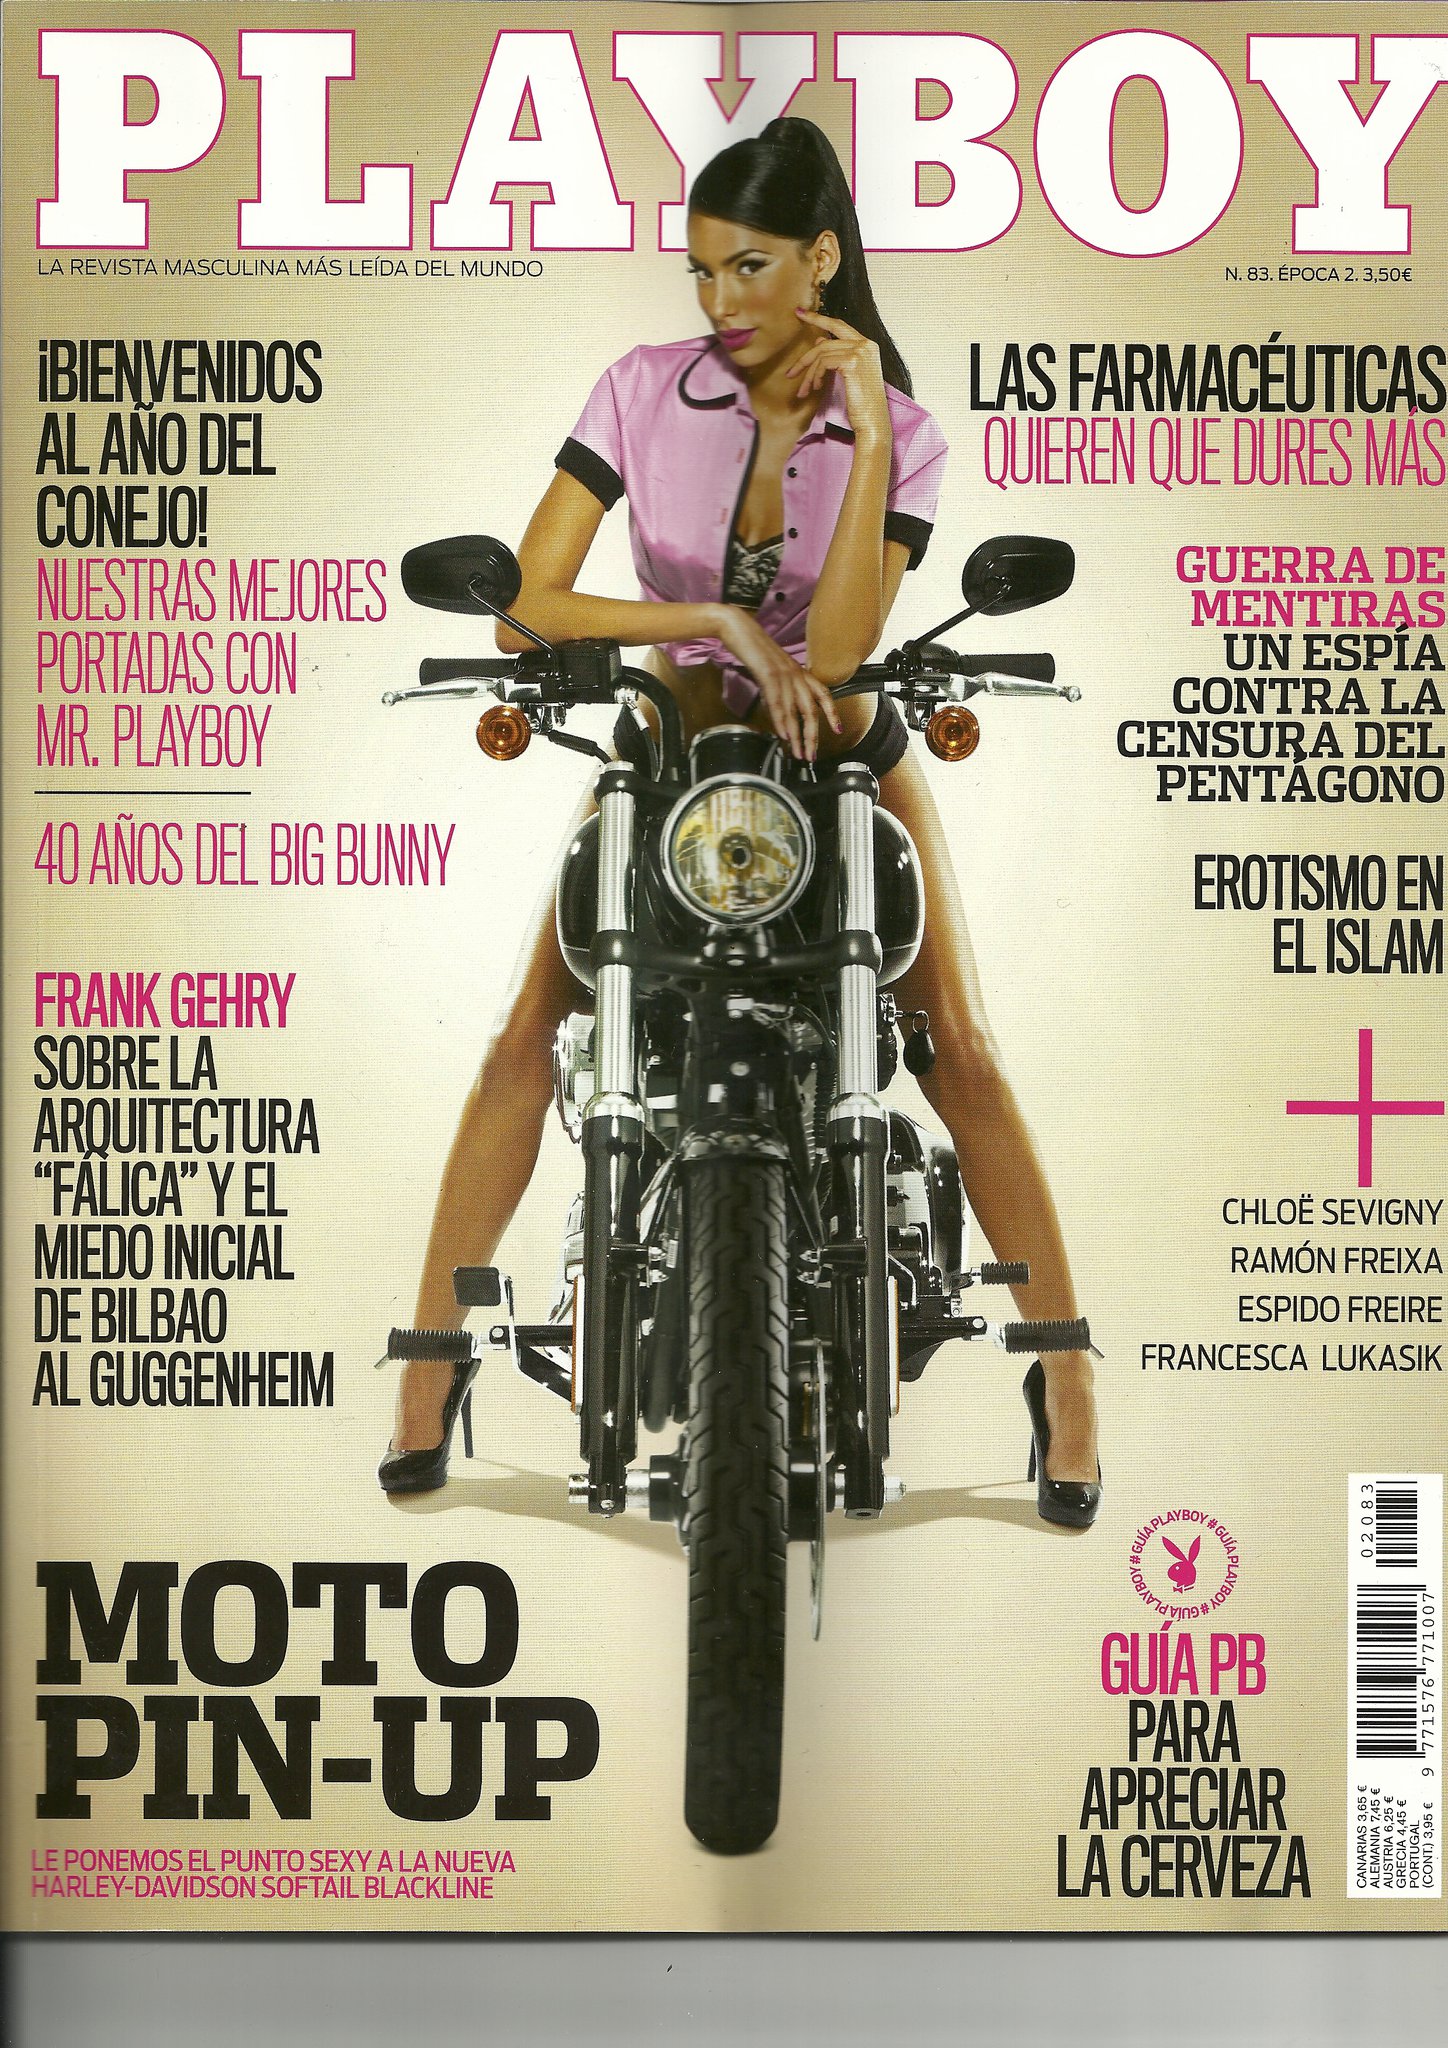 PLAYBOY
LA REVISTA MASCULINA MÁS LEÍDA DEL MUNDO
N. 83. ÉPOCA 2. 3,50€
¡BIENVENIDOS
AL AÑO DEL
CONEJO!
NUESTRAS MEJORES
PORTADAS CON
MR. PLAYBOY
40 AÑOS DEL BIG BUNNY
FRANK GEHRY
SOBRE LA
ARQUITECTURA
“FÁLICA” Y EL
MIEDO INICIAL
DE BILBAO
AL GUGGENHEIM
MOTO
PIN-UP
LE PONEMOS EL PUNTO SEXY A LA NUEVA
HARLEY-DAVIDSON SOFTAIL BLACKLINE
LAS FARMACÉUTICAS
QUIEREN QUE DURES MÁS
GUERRA DE
MENTIRAS
UN ESPÍA
CONTRA LA
CENSURA DEL
PENTÁGONO
EROTISMO EN
EL ISLAM
+
CHLOË SEVIGNY
RAMÓN FREIXA
ESPIDO FREIRE
FRANCESCA LUKASIK
#GUÍA PLAYBOY #GUÍA PLAYBOY #GUÍA PLAYBOY
GUÍA PB
PARA
APRECIAR
LA CERVEZA
02083
9 771576 771007
CANARIAS 3,65 €
ALEMANIA 7,45 €
AUSTRIA 6,25 €
GRECIA 4,45 €
PORTUGAL
(CONT.) 3,95 €